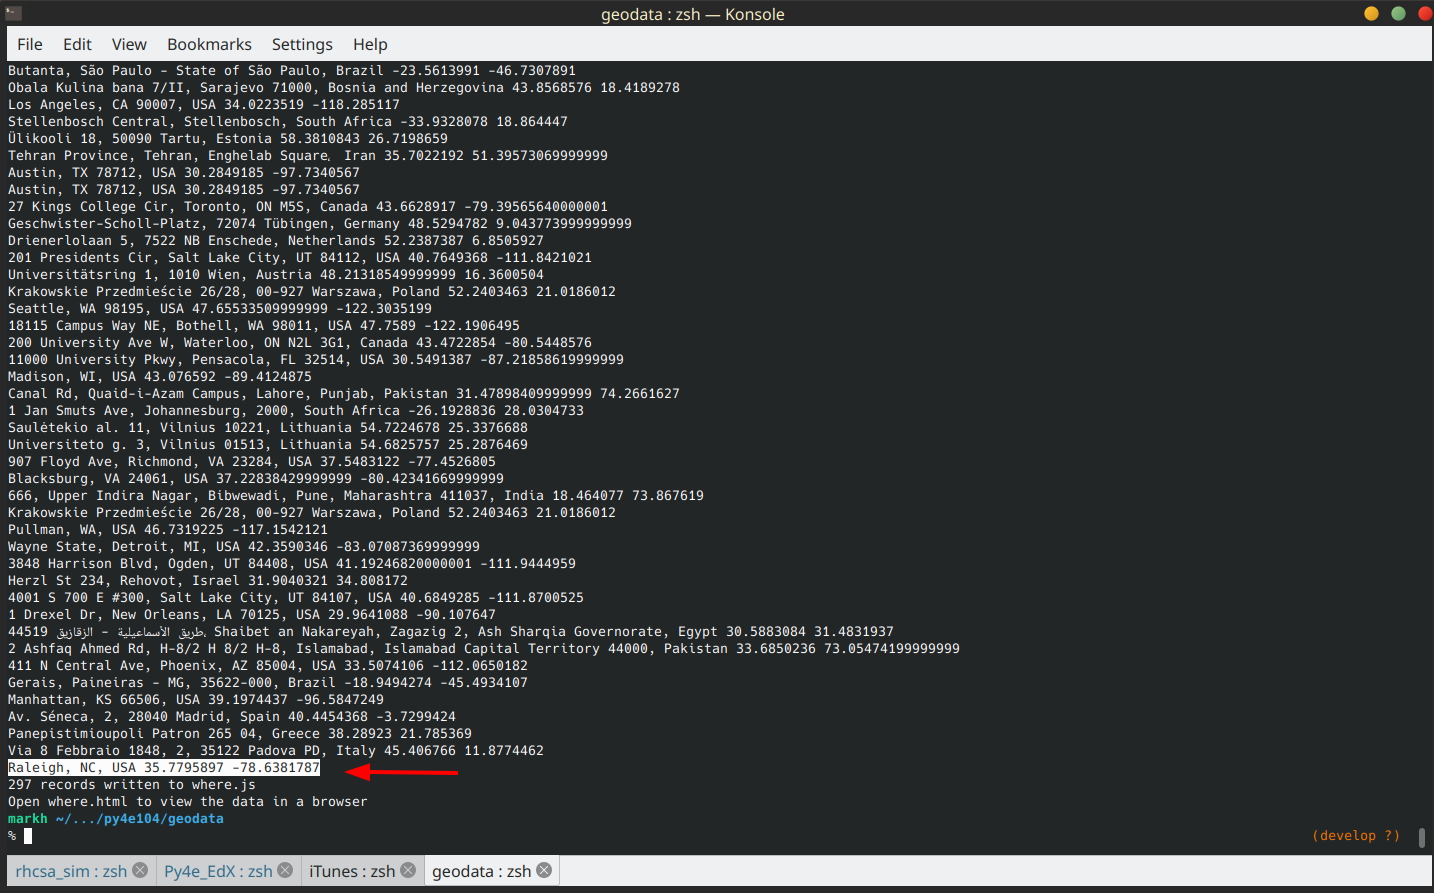 geodata : zsh — Konsole
File Edit View Bookmarks Settings Help
Butanta, São Paulo - State of São Paulo, Brazil -23.5613991 -46.7307891
Obala Kulina bana 7/II, Sarajevo 71000, Bosnia and Herzegovina 43.8568576 18.4189278
Los Angeles, CA 90007, USA 34.0223519 -118.285117
Stellenbosch Central, Stellenbosch, South Africa -33.9328078 18.864447
Ülikooli 18, 50090 Tartu, Estonia 58.3810843 26.7198659
Tehran Province, Tehran, Enghelab Square، Iran 35.7022192 51.39573069999999
Austin, TX 78712, USA 30.2849185 -97.7340567
Austin, TX 78712, USA 30.2849185 -97.7340567
27 Kings College Cir, Toronto, ON M5S, Canada 43.6628917 -79.39565640000001
Geschwister-Scholl-Platz, 72074 Tübingen, Germany 48.5294782 9.043773999999999
Drienerlolaan 5, 7522 NB Enschede, Netherlands 52.2387387 6.8505927
201 Presidents Cir, Salt Lake City, UT 84112, USA 40.7649368 -111.8421021
Universitätsring 1, 1010 Wien, Austria 48.21318549999999 16.3600504
Krakowskie Przedmieście 26/28, 00-927 Warszawa, Poland 52.2403463 21.0186012
Seattle, WA 98195, USA 47.65533509999999 -122.3035199
18115 Campus Way NE, Bothell, WA 98011, USA 47.7589 -122.1906495
200 University Ave W, Waterloo, ON N2L 3G1, Canada 43.4722854 -80.5448576
11000 University Pkwy, Pensacola, FL 32514, USA 30.5491387 -87.21858619999999
Madison, WI, USA 43.076592 -89.4124875
Canal Rd, Quaid-i-Azam Campus, Lahore, Punjab, Pakistan 31.47898409999999 74.2661627
1 Jan Smuts Ave, Johannesburg, 2000, South Africa -26.1928836 28.0304733
Saulėtekio al. 11, Vilnius 10221, Lithuania 54.7224678 25.3376688
Universiteto g. 3, Vilnius 01513, Lithuania 54.6825757 25.2876469
907 Floyd Ave, Richmond, VA 23284, USA 37.5483122 -77.4526805
Blacksburg, VA 24061, USA 37.22838429999999 -80.42341669999999
666, Upper Indira Nagar, Bibwewadi, Pune, Maharashtra 411037, India 18.464077 73.867619
Krakowskie Przedmieście 26/28, 00-927 Warszawa, Poland 52.2403463 21.0186012
Pullman, WA, USA 46.7319225 -117.1542121
Wayne State, Detroit, MI, USA 42.3590346 -83.07087369999999
3848 Harrison Blvd, Ogden, UT 84408, USA 41.19246820000001 -111.9444959
Herzl St 234, Rehovot, Israel 31.9040321 34.808172
4001 S 700 E #300, Salt Lake City, UT 84107, USA 40.6849285 -111.8700525
1 Drexel Dr, New Orleans, LA 70125, USA 29.9641088 -90.107647
44519 طريق الأسماعيلية - الزقازيق، Shaibet an Nakareyah, Zagazig 2, Ash Sharqia Governorate, Egypt 30.5883084 31.4831937
2 Ashfaq Ahmed Rd, H-8/2 H 8/2 H-8, Islamabad, Islamabad Capital Territory 44000, Pakistan 33.6850236 73.05474199999999
411 N Central Ave, Phoenix, AZ 85004, USA 33.5074106 -112.0650182
Gerais, Paineiras - MG, 35622-000, Brazil -18.9494274 -45.4934107
Manhattan, KS 66506, USA 39.1974437 -96.5847249
Av. Séneca, 2, 28040 Madrid, Spain 40.4454368 -3.7299424
Panepistimioupoli Patron 265 04, Greece 38.28923 21.785369
Via 8 Febbraio 1848, 2, 35122 Padova PD, Italy 45.406766 11.8774462
Raleigh, NC, USA 35.7795897 -78.6381787
297 records written to where.js
Open where.html to view the data in a browser
markh ~/.../py4e104/geodata
% (develop ?)
rhcsa_sim : zsh Py4e_EdX : zsh iTunes : zsh geodata : zsh